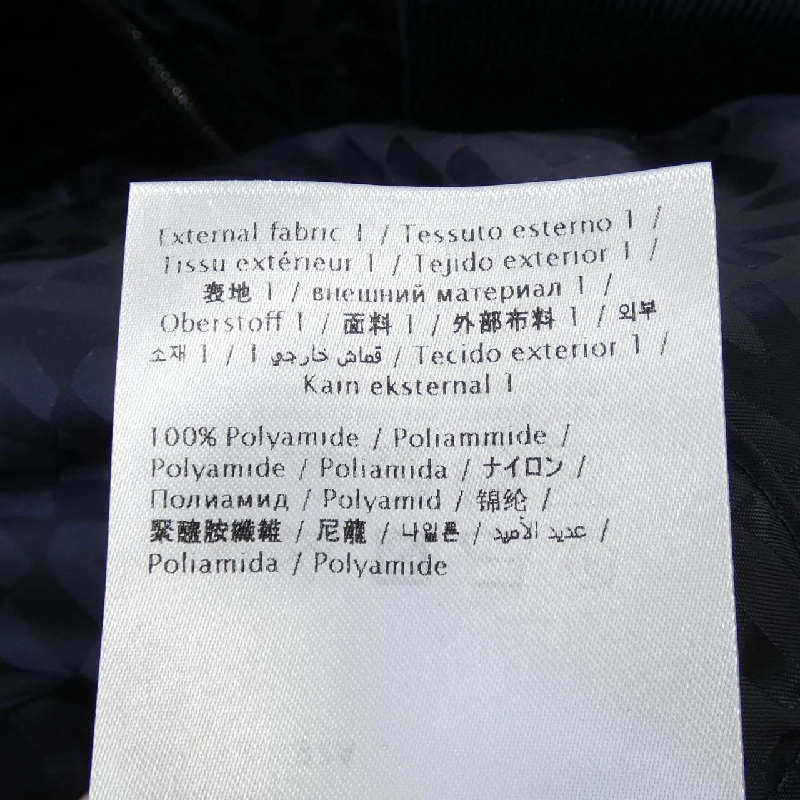 External fabric 1 / Tessuto esterno 1 /
Tissu extérieur 1 / Tejido exterior 1 /
表地 1 / внешний материал 1 /
Oberstoff 1 / 面料 1 / 外部布料 1 / 외부
소재 1 / 1 قماش خارجي / Tecido exterior 1 /
Kain eksternal 1
100% Polyamide / Poliammide /
Polyamide / Poliamida / ナイロン /
Полиамид / Polyamid / 锦纶 /
聚醯胺纖維 / 尼龍 / 나일론 / عديد الأميد /
Poliamida / Polyamide